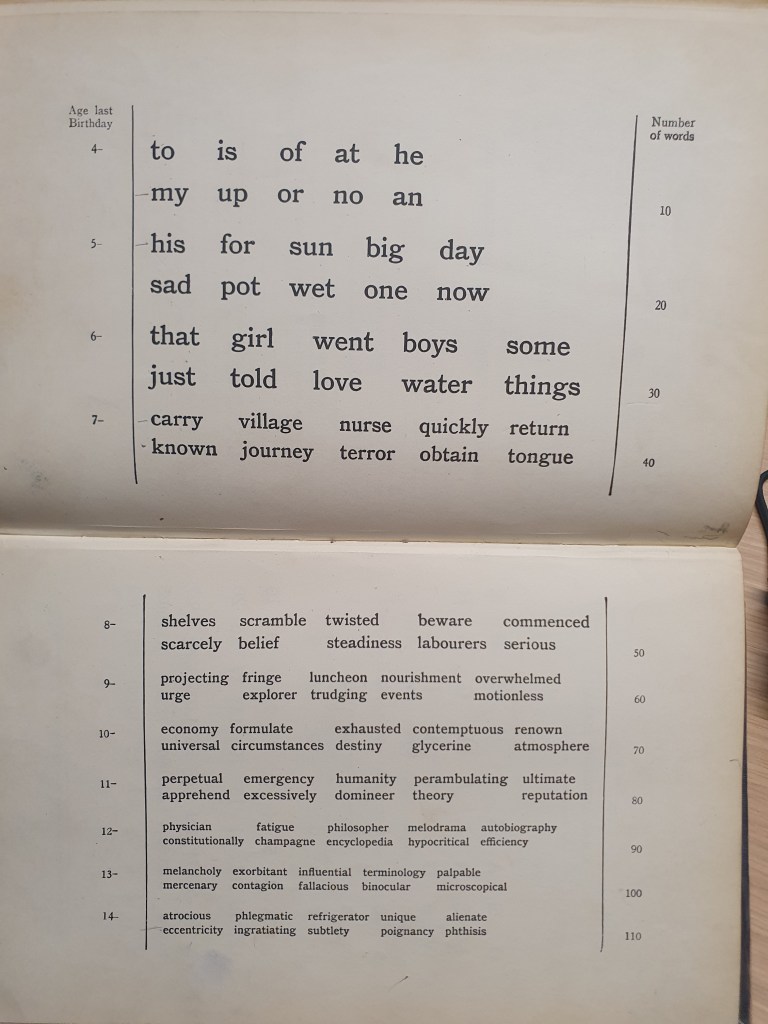 Age last
Birthday
Number
of words
4- to is of at he
my up or no an 10
5- his for sun big day
sad pot wet one now 20
6- that girl went boys some
just told love water things 30
7- carry village nurse quickly return
known journey terror obtain tongue 40
8- shelves scramble twisted beware commenced
scarcely belief steadiness labourers serious 50
9- projecting fringe luncheon nourishment overwhelmed
urge explorer trudging events motionless 60
10- economy formulate exhausted contemptuous renown
universal circumstances destiny glycerine atmosphere 70
11- perpetual emergency humanity perambulating ultimate
apprehend excessively domineer theory reputation 80
12- physician fatigue philosopher melodrama autobiography
constitutionally champagne encyclopedia hypocritical efficiency 90
13- melancholy exorbitant influential terminology palpable
mercenary contagion fallacious binocular microscopical 100
14- atrocious phlegmatic refrigerator unique alienate
eccentricity ingratiating subtlety poignancy phthisis 110